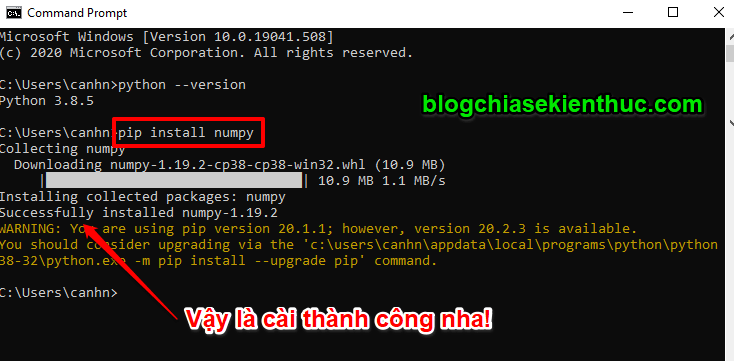 Command Prompt
Microsoft Windows [Version 10.0.19041.508]
(c) 2020 Microsoft Corporation. All rights reserved.
C:\Users\canhn>python --version
Python 3.8.5
blogchiasekienthuc.com
C:\Users\canhn>pip install numpy
Collecting numpy
Downloading numpy-1.19.2-cp38-cp38-win32.whl (10.9 MB)
|████████████████████████████████| 10.9 MB 1.1 MB/s
Installing collected packages: numpy
Successfully installed numpy-1.19.2
WARNING: You are using pip version 20.1.1; however, version 20.2.3 is available.
You should consider upgrading via the 'c:\users\canhn\appdata\local\programs\python\python
38-32\python.exe -m pip install --upgrade pip' command.
C:\Users\canhn>
Vậy là cài thành công nha!